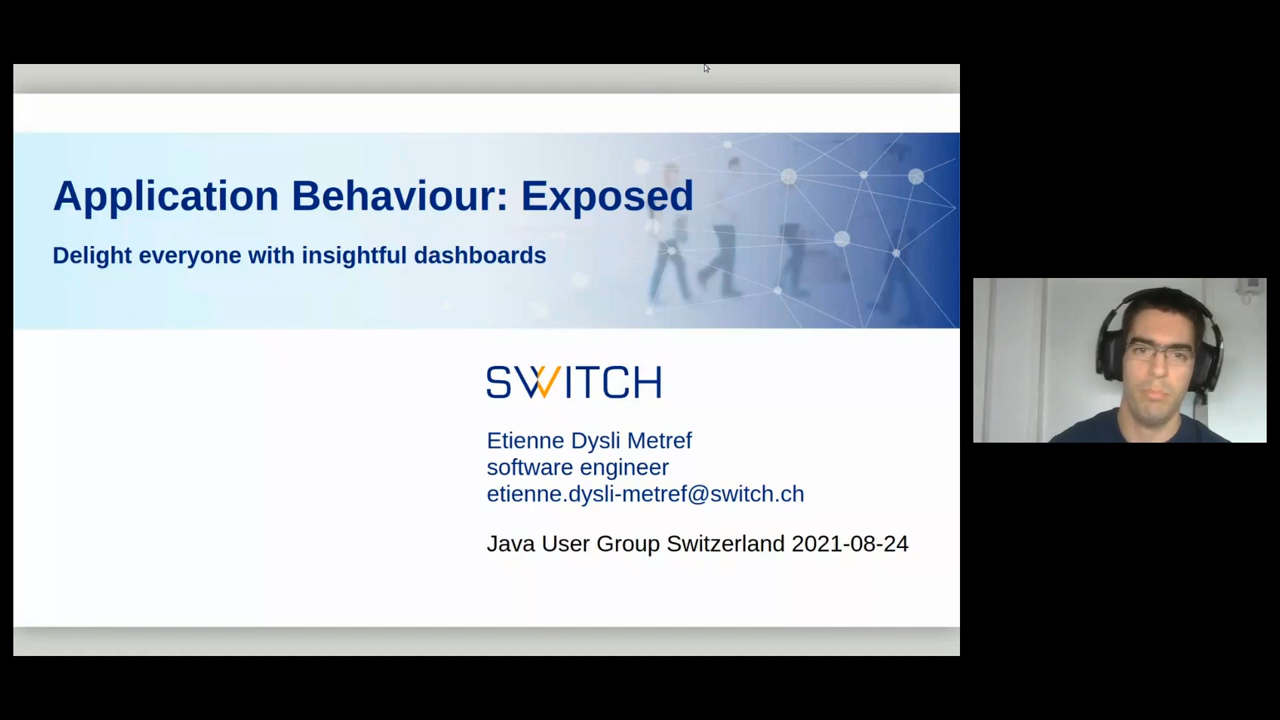 Application Behaviour: Exposed
Delight everyone with insightful dashboards
SWITCH
Etienne Dysli Metref
software engineer
etienne.dysli-metref@switch.ch
Java User Group Switzerland 2021-08-24